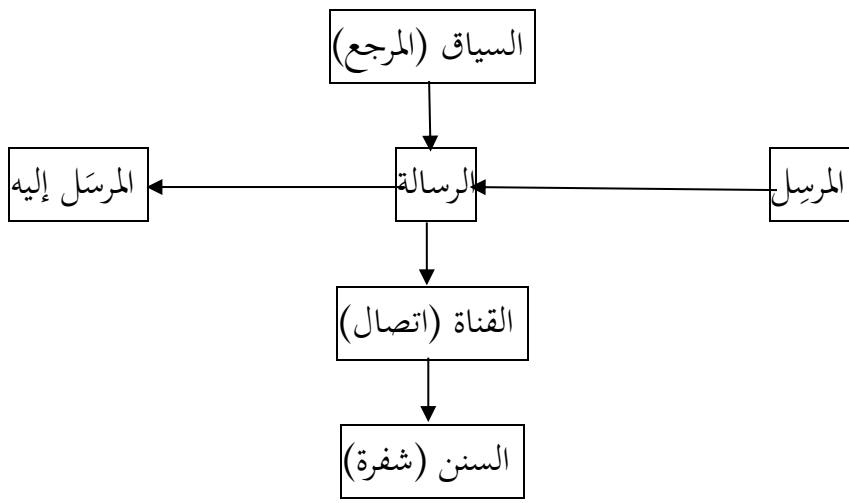 السياق (المرجع)
المرسِل
الرسالة
المرسَل إليه
القناة (اتصال)
السنن (شفرة)